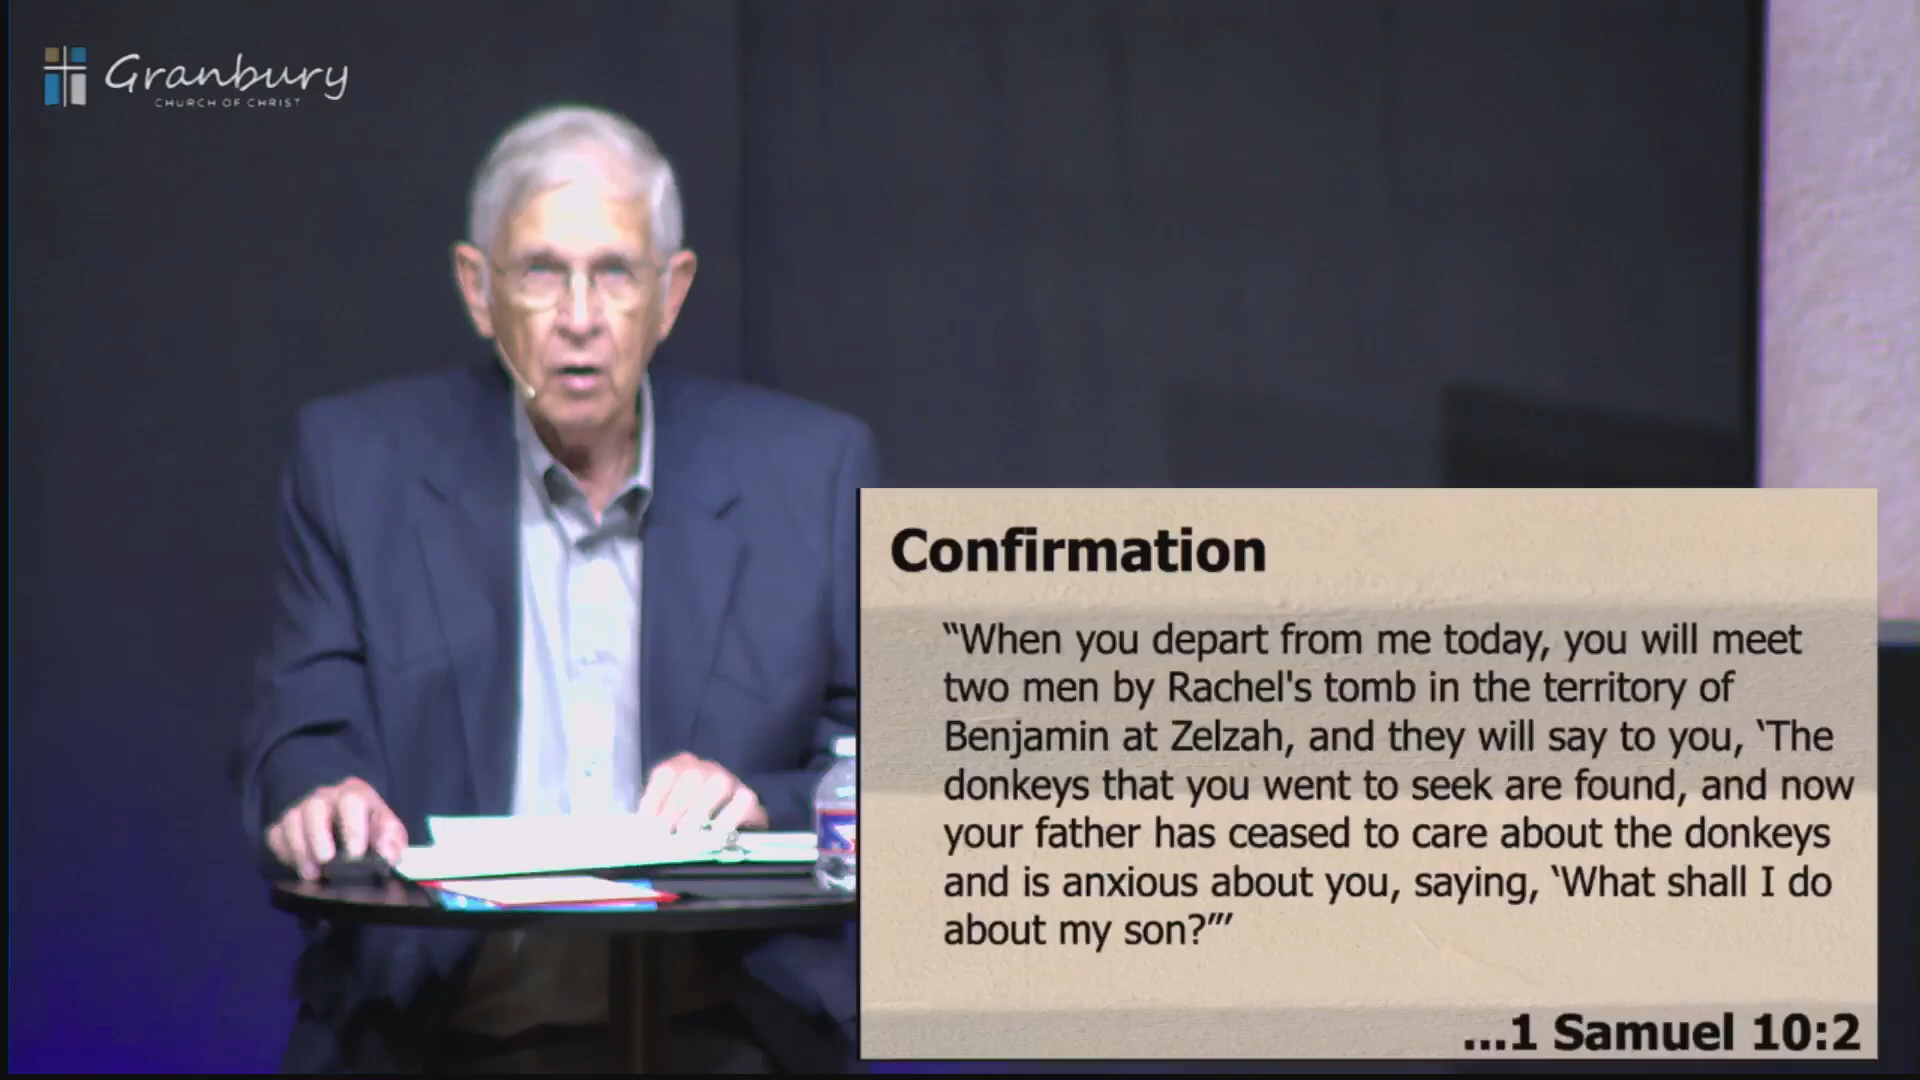 Granbury
CHURCH OF CHRIST
Confirmation
“When you depart from me today, you will meet
two men by Rachel's tomb in the territory of
Benjamin at Zelzah, and they will say to you, ‘The
donkeys that you went to seek are found, and now
your father has ceased to care about the donkeys
and is anxious about you, saying, ‘What shall I do
about my son?”’
...1 Samuel 10:2